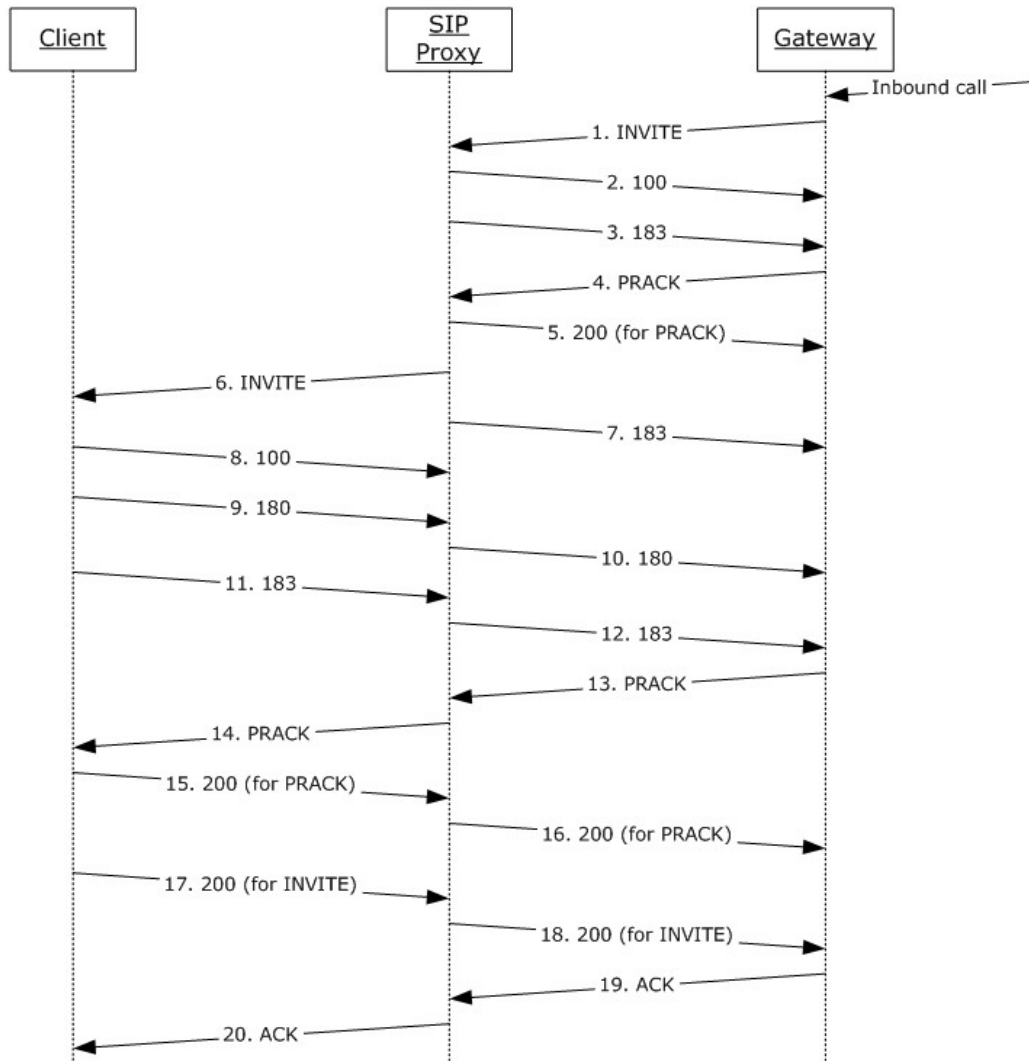 Client
SIP
Proxy
Gateway
Inbound call
1. INVITE
2. 100
3. 183
4. PRACK
5. 200 (for PRACK)
6. INVITE
7. 183
8. 100
9. 180
10. 180
11. 183
12. 183
13. PRACK
14. PRACK
15. 200 (for PRACK)
16. 200 (for PRACK)
17. 200 (for INVITE)
18. 200 (for INVITE)
19. ACK
20. ACK